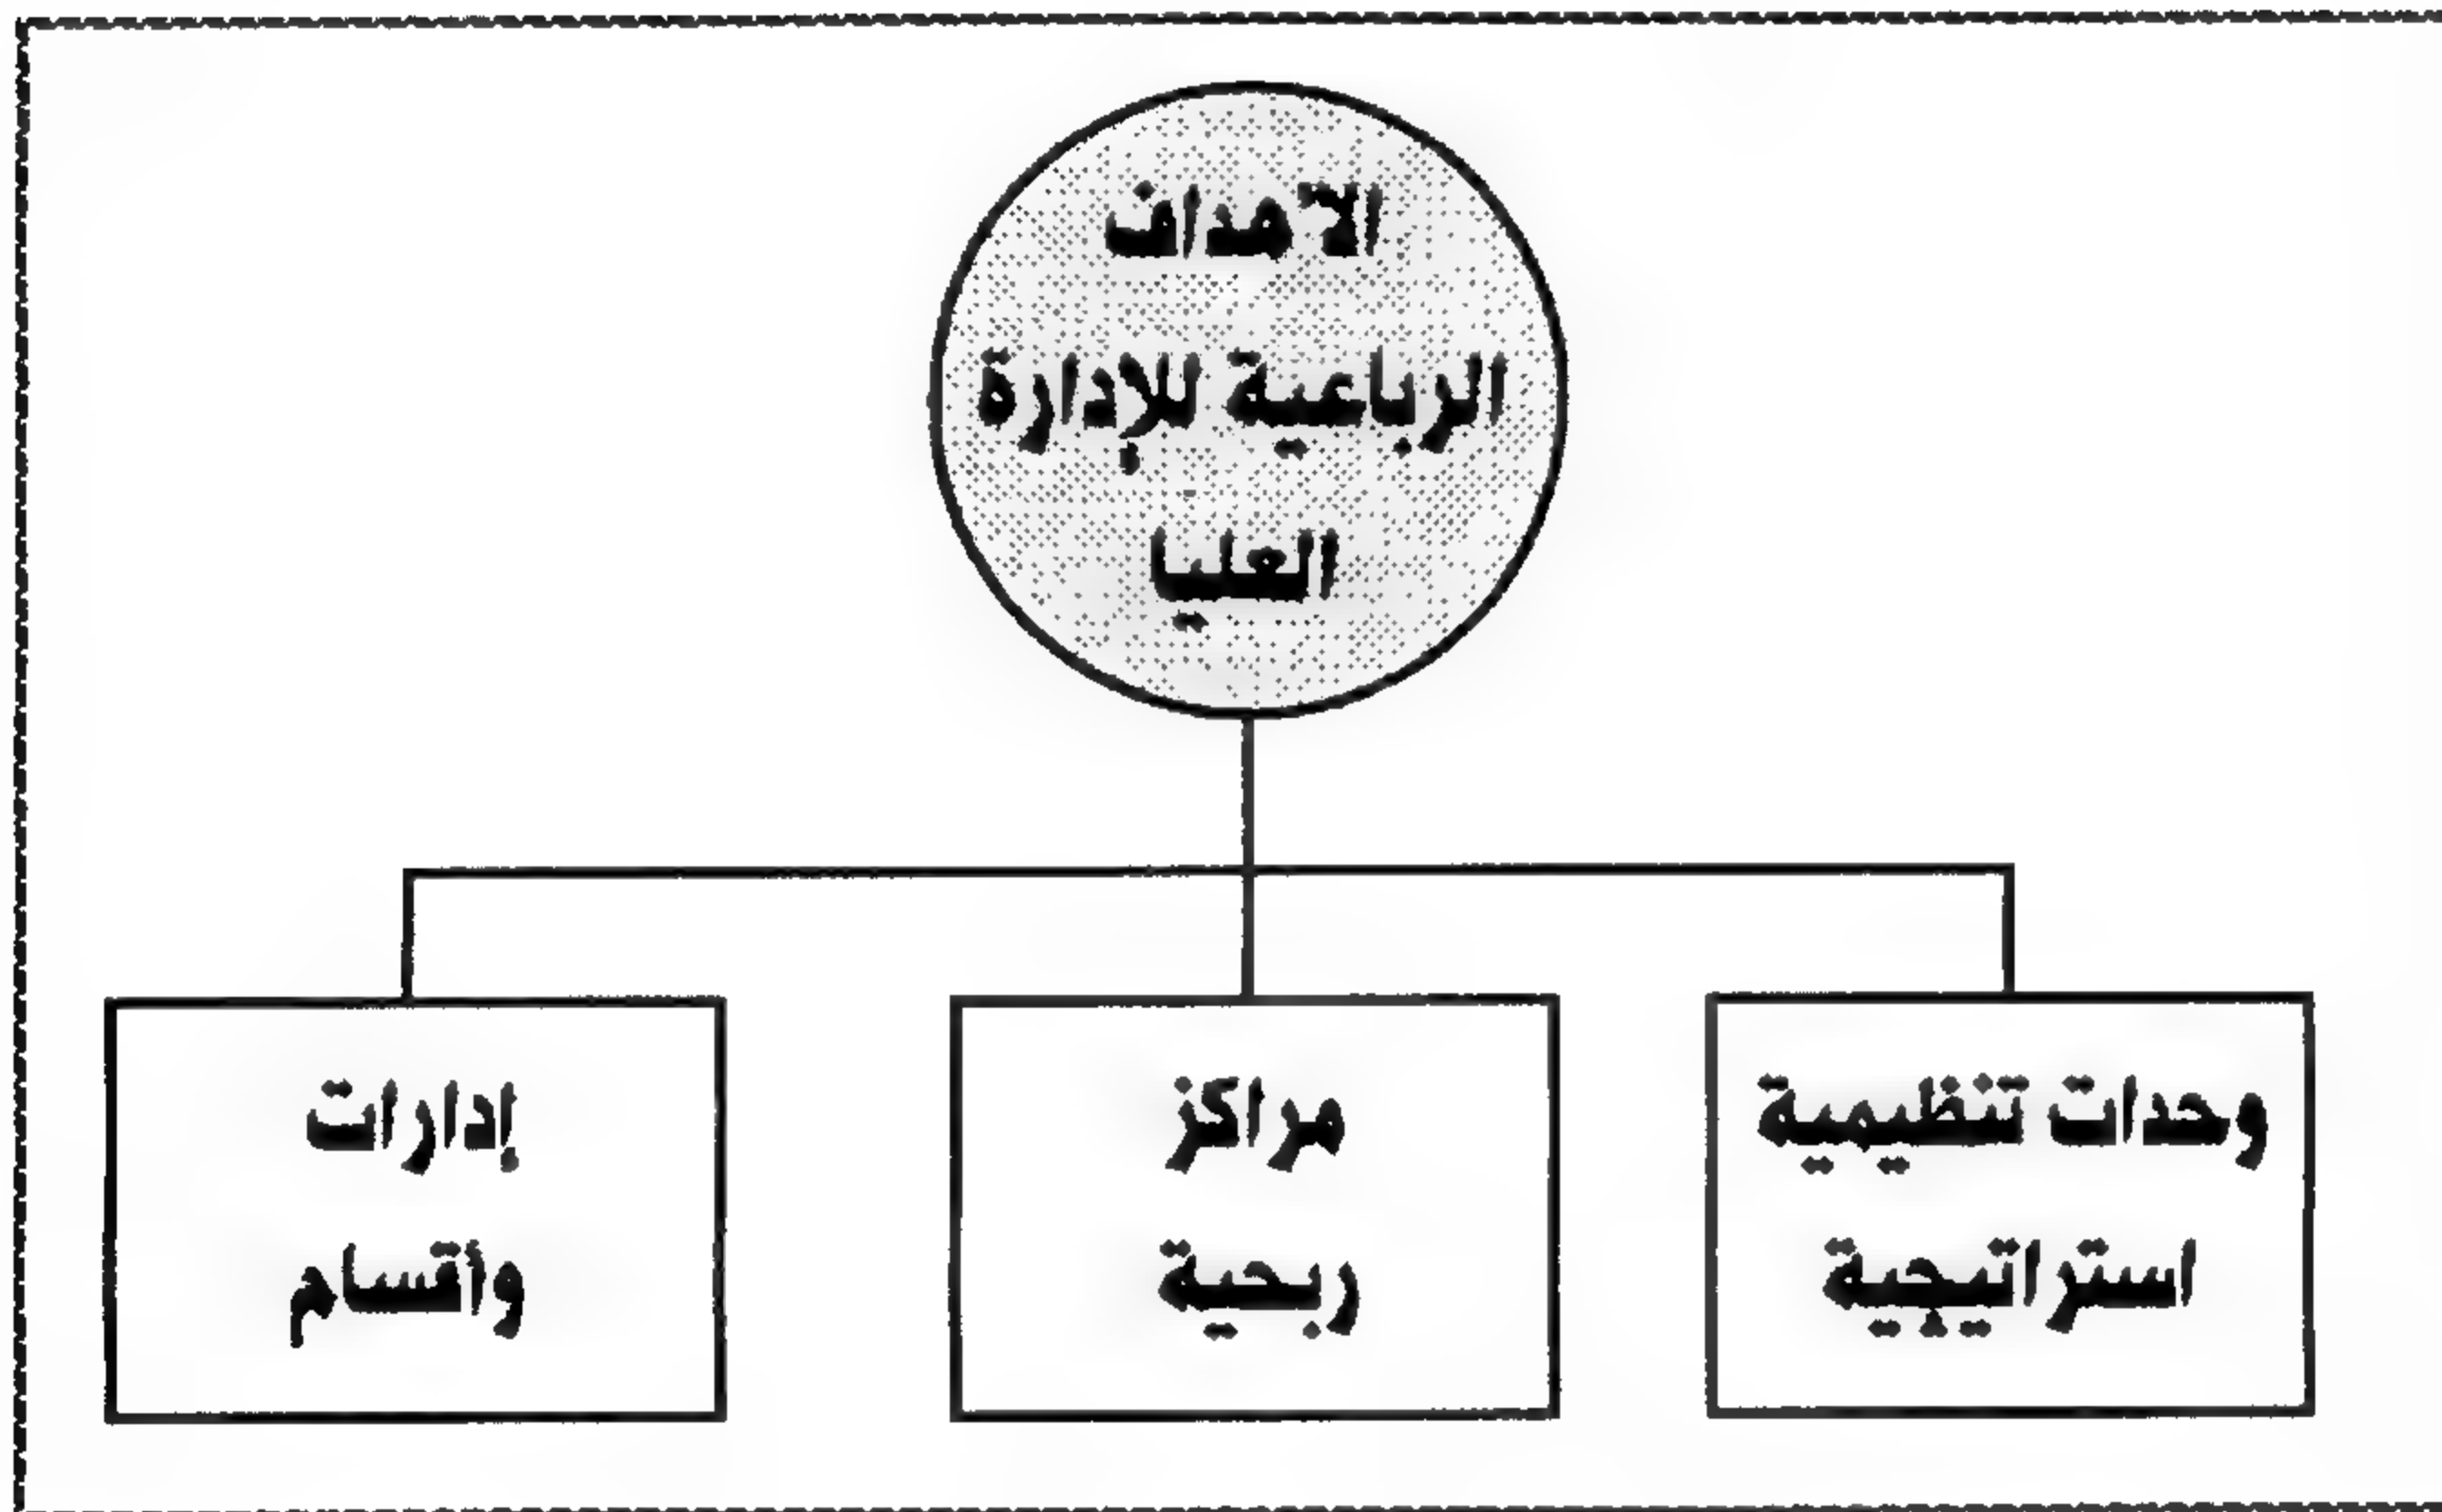 الأهداف
الرباعية للإدارة
العليا
وحدات تنظيمية
استراتيجية
مراكز
ربحية
إدارات
وأقسام